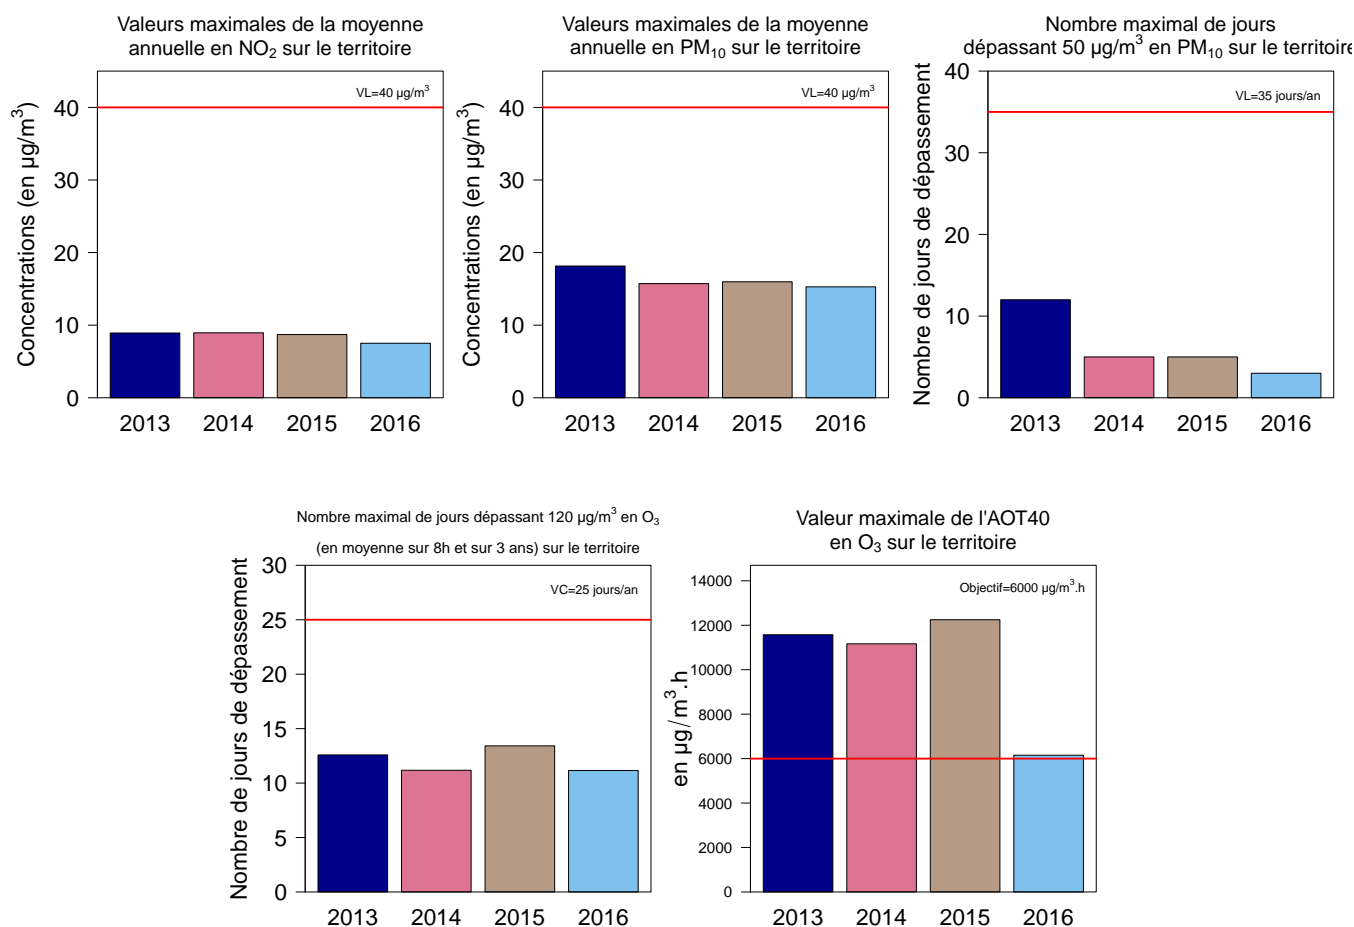 Valeurs maximales de la moyenne
annuelle en NO₂ sur le territoire
Concentrations (en µg/m³)
40
30
20
10
0
VL=40 µg/m³
2013 2014 2015 2016
Valeurs maximales de la moyenne
annuelle en PM₁₀ sur le territoire
Concentrations (en µg/m³)
40
30
20
10
0
VL=40 µg/m³
2013 2014 2015 2016
Nombre maximal de jours
dépassant 50 µg/m³ en PM₁₀ sur le territoire
Nombre de jours de dépassement
40
30
20
10
0
VL=35 jours/an
2013 2014 2015 2016
Nombre maximal de jours dépassant 120 µg/m³ en O₃
(en moyenne sur 8h et sur 3 ans) sur le territoire
Nombre de jours de dépassement
30
25
20
15
10
5
0
VC=25 jours/an
2013 2014 2015 2016
Valeur maximale de l'AOT40
en O₃ sur le territoire
en µg/m³.h
14000
12000
10000
8000
6000
4000
2000
0
Objectif=6000 µg/m³.h
2013 2014 2015 2016